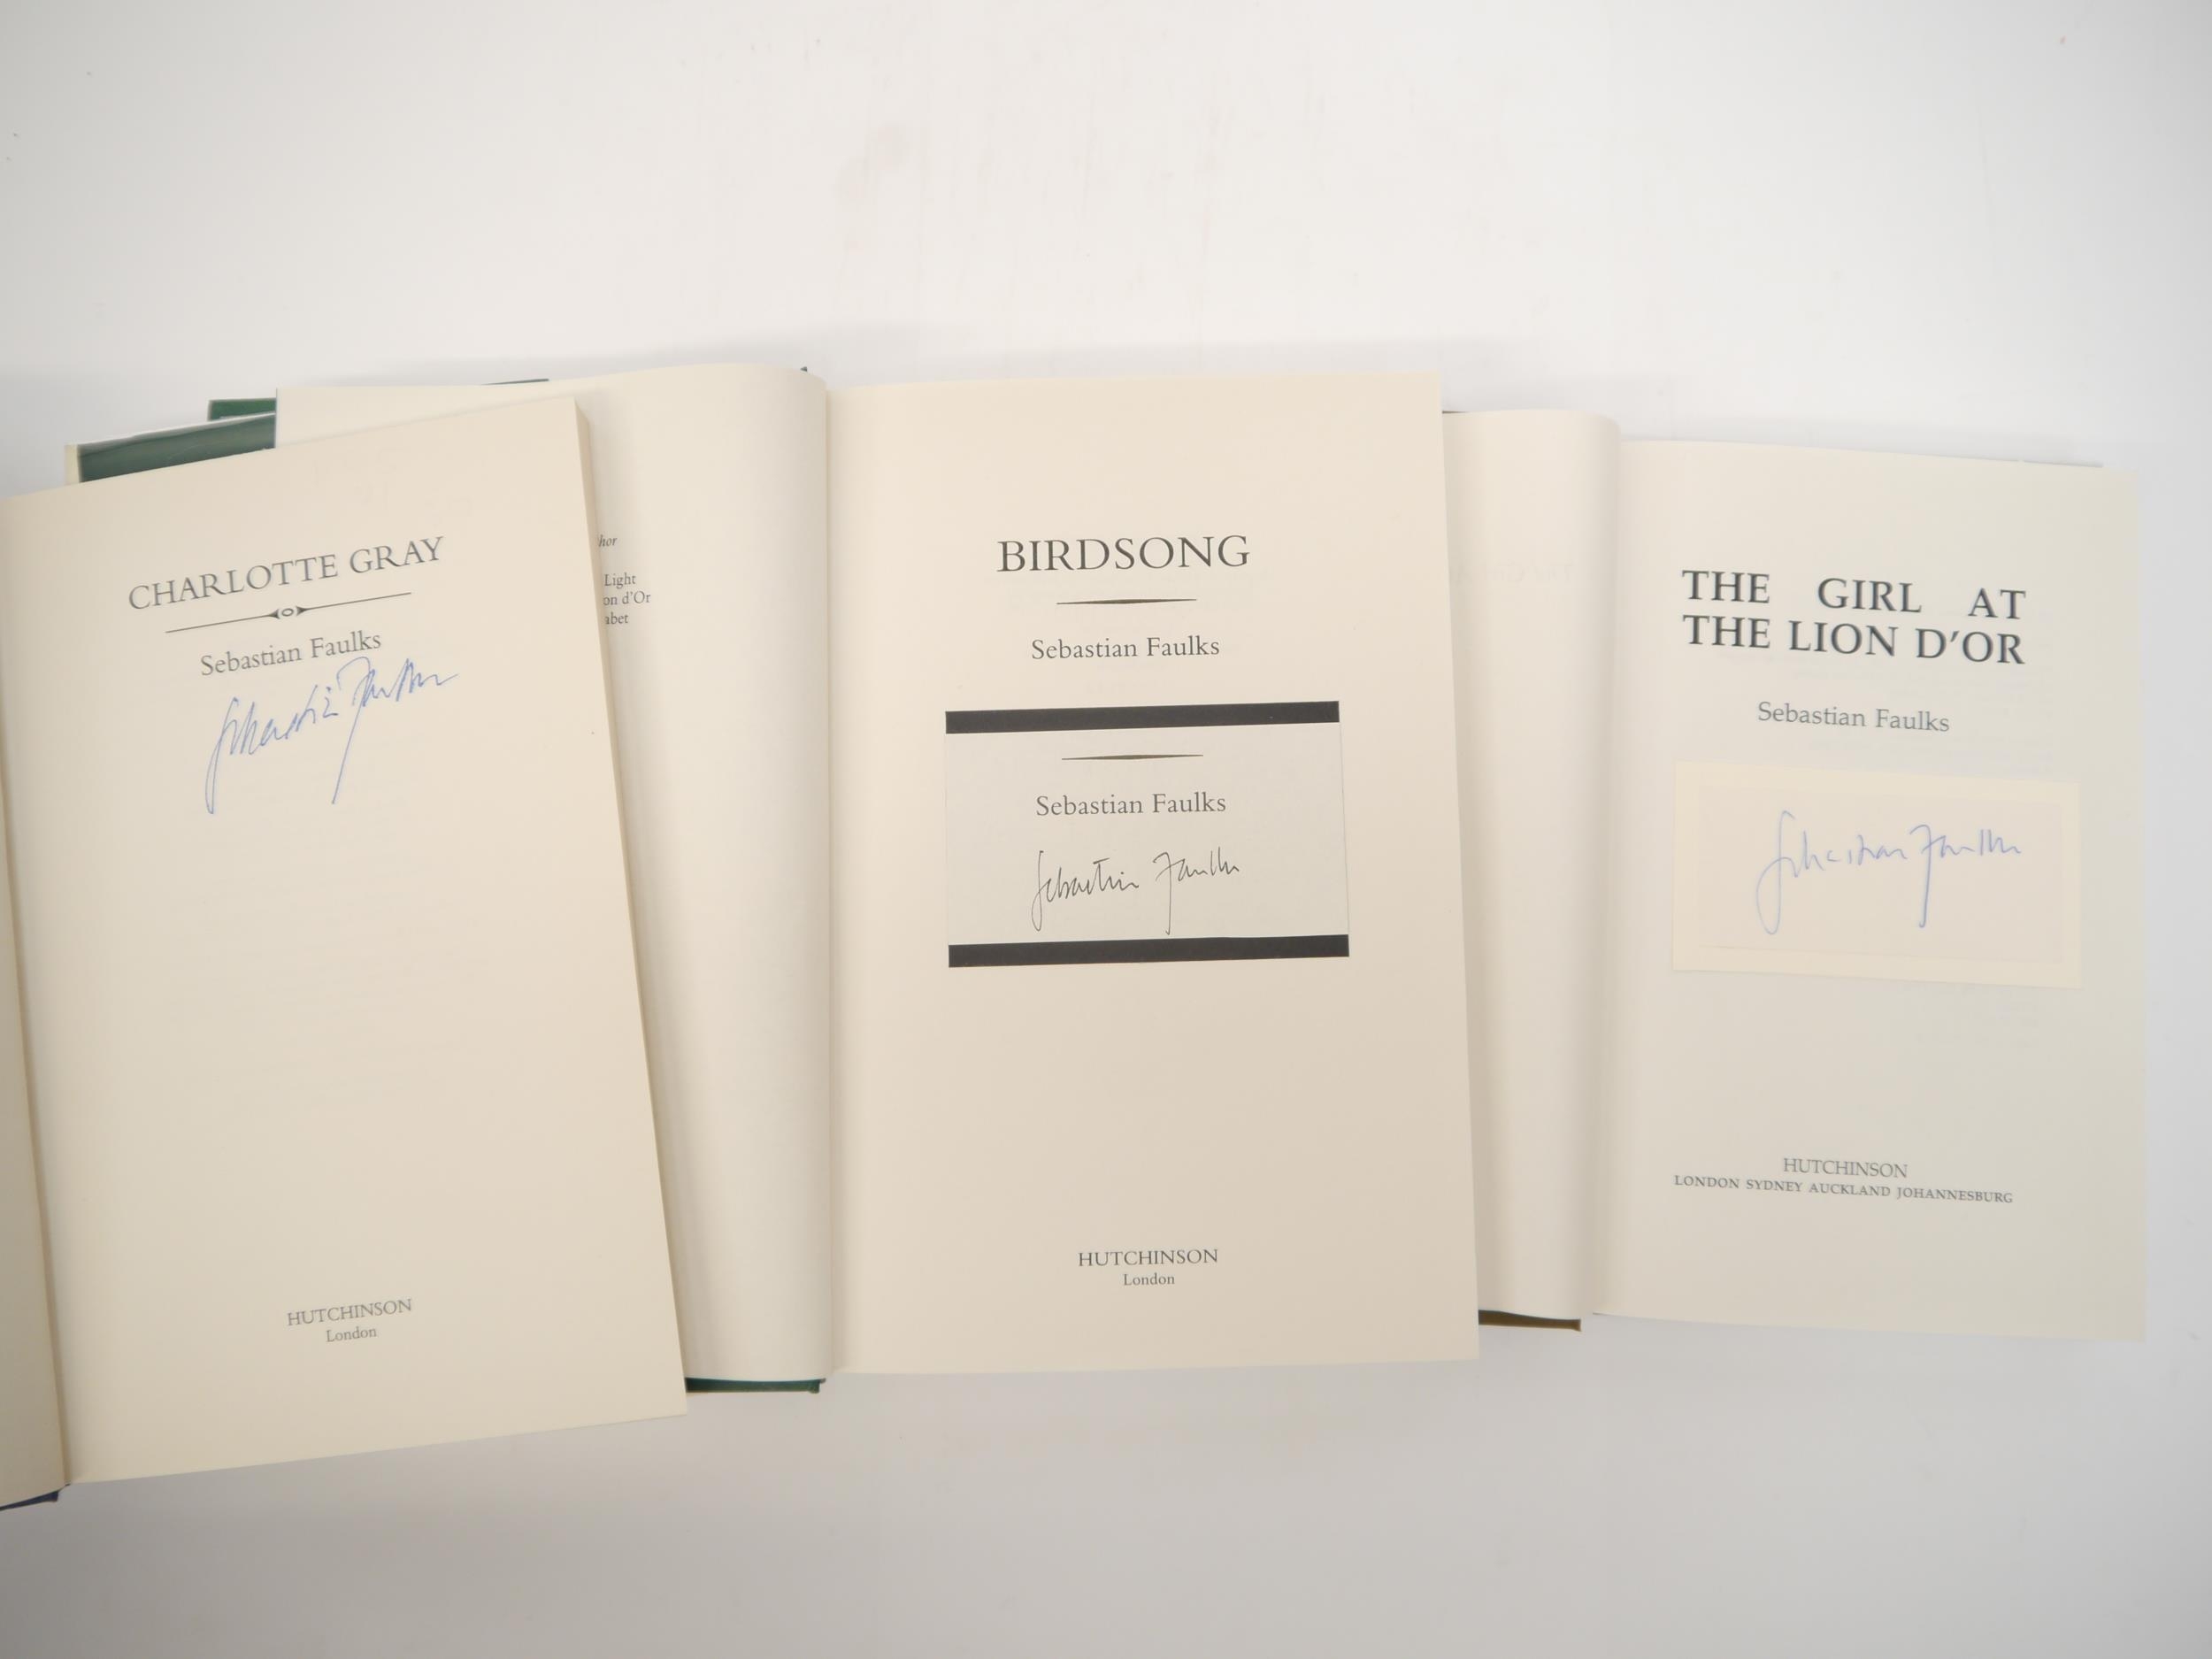 CHARLOTTE GRAY
Sebastian Faulks
Sebastian Faulks
HUTCHINSON
London
hor
Light
on d'Or
abet
BIRDSONG
Sebastian Faulks
Sebastian Faulks
Sebastian Faulks
HUTCHINSON
London
THE GIRL AT
THE LION D'OR
Sebastian Faulks
Sebastian Faulks
HUTCHINSON
LONDON SYDNEY AUCKLAND JOHANNESBURG